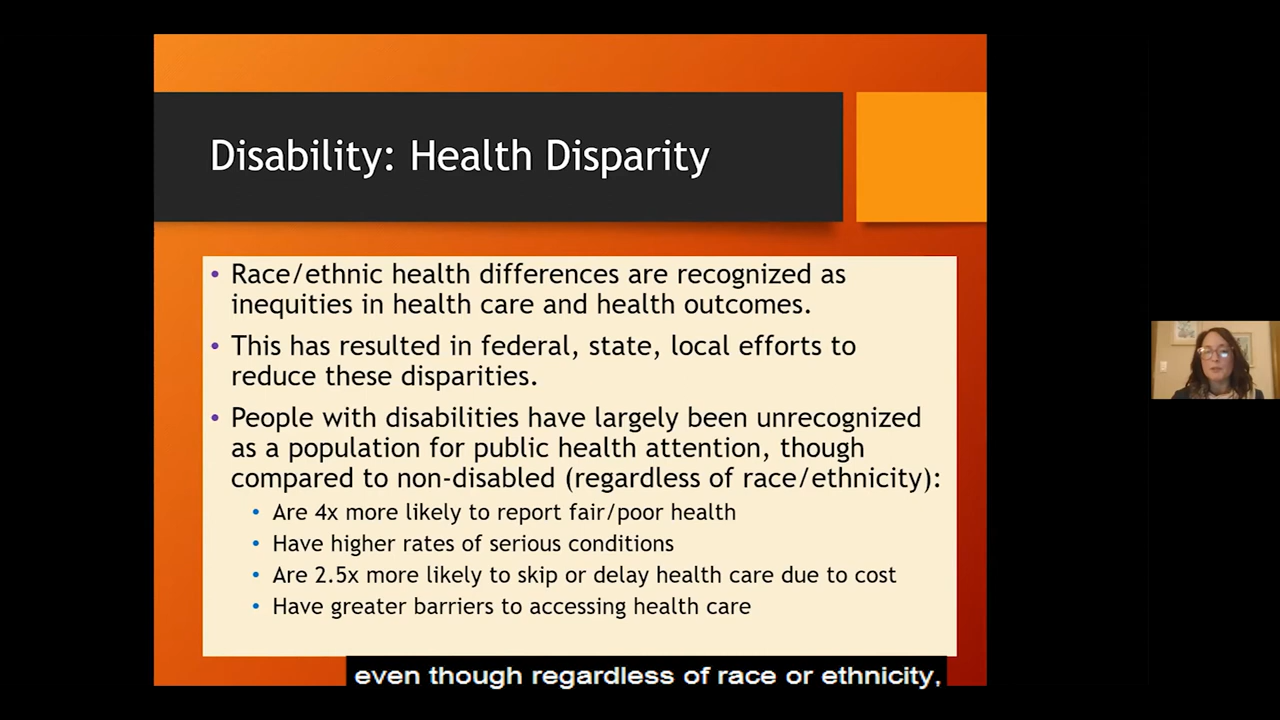 Disability: Health Disparity
• Race/ethnic health differences are recognized as
inequities in health care and health outcomes.
• This has resulted in federal, state, local efforts to
reduce these disparities.
• People with disabilities have largely been unrecognized
as a population for public health attention, though
compared to non-disabled (regardless of race/ethnicity):
• Are 4x more likely to report fair/poor health
• Have higher rates of serious conditions
• Are 2.5x more likely to skip or delay health care due to cost
• Have greater barriers to accessing health care
even though regardless of race or ethnicity,